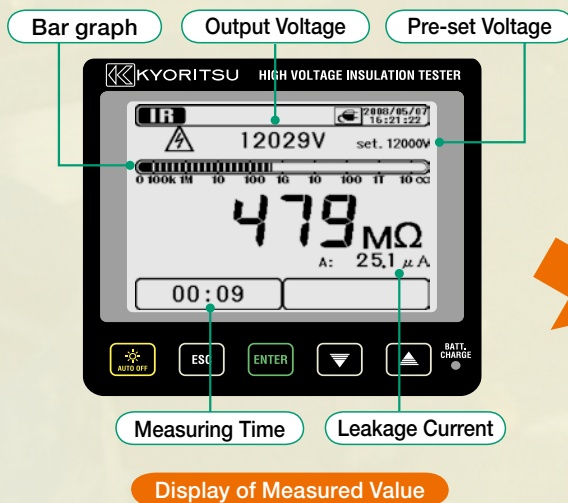 Bar graph
Output Voltage
Pre-set Voltage
KYORITSU HIGH VOLTAGE INSULATION TESTER
IR
2008/05/07
16:21:22
12029V
set. 12000V
0 100k 1M 10 100 1G 10 100 1T 10 ∞
479 MΩ
A: 25.1 μA
00:09
AUTO OFF
ESC
ENTER
BATT.
CHARGE
Measuring Time
Leakage Current
Display of Measured Value